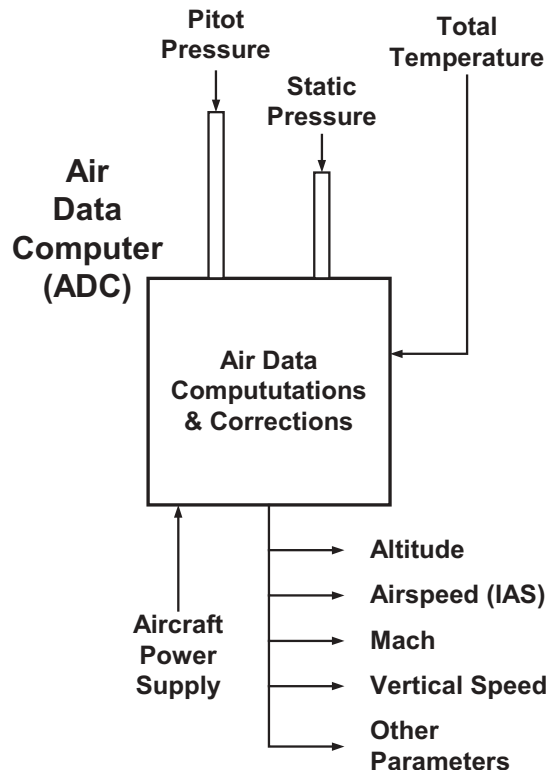 Pitot
Pressure
Total
Temperature
Static
Pressure
Air
Data
Computer
(ADC)
Air Data
Compututations
& Corrections
Altitude
Airspeed (IAS)
Mach
Vertical Speed
Other
Parameters
Aircraft
Power
Supply